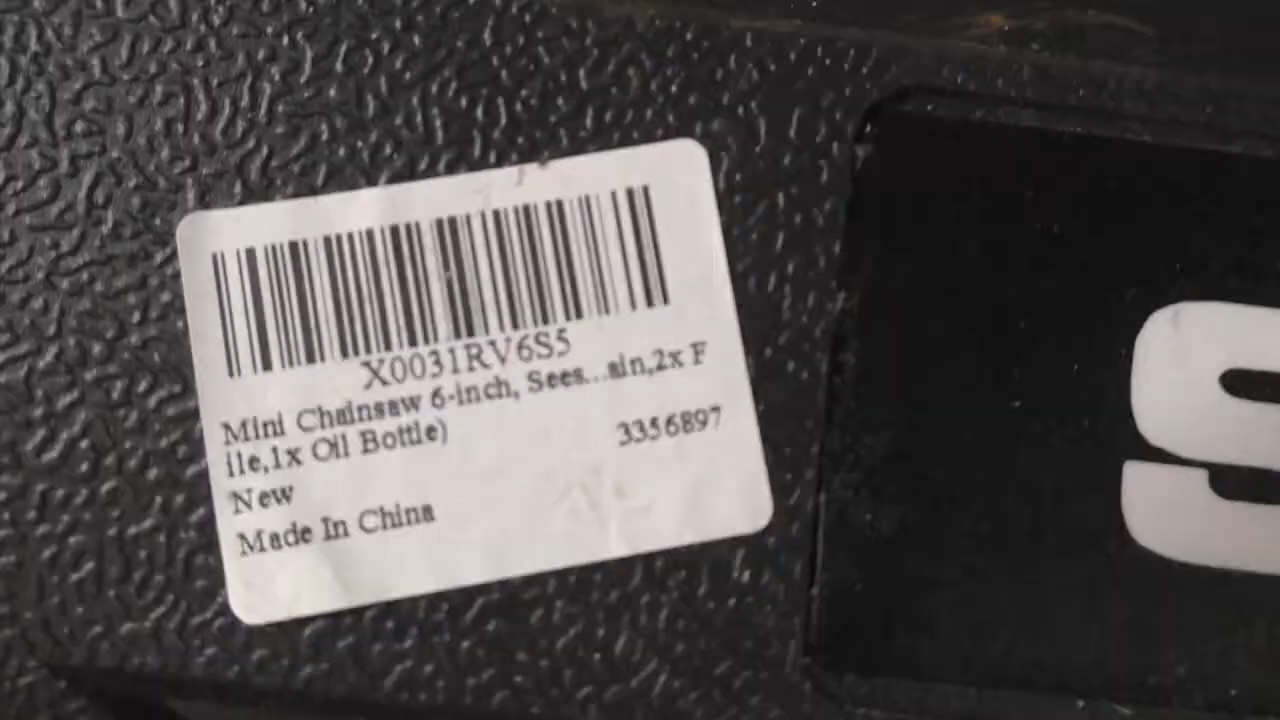 X0031RV6S5
Mini Chainsaw 6-inch, Sees...ain,2x F
ile,1x Oil Bottle)
3356897
New
Made In China
S